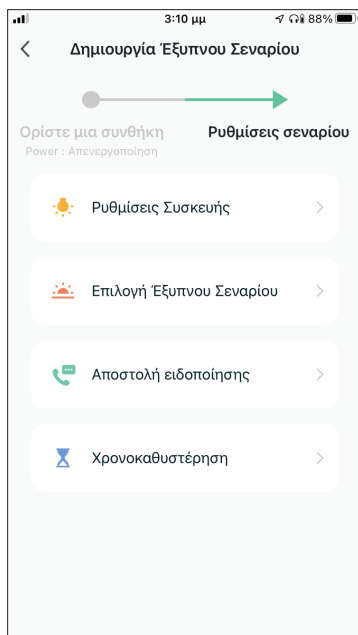 3:10 μμ
88%
Δημιουργία Έξυπνου Σεναρίου
Ορίστε μια συνθήκη
Ρυθμίσεις σεναρίου
Power : Απενεργοποίηση
Ρυθμίσεις Συσκευής
Επιλογή Έξυπνου Σεναρίου
Αποστολή ειδοποίησης
Χρονοκαθυστέρηση